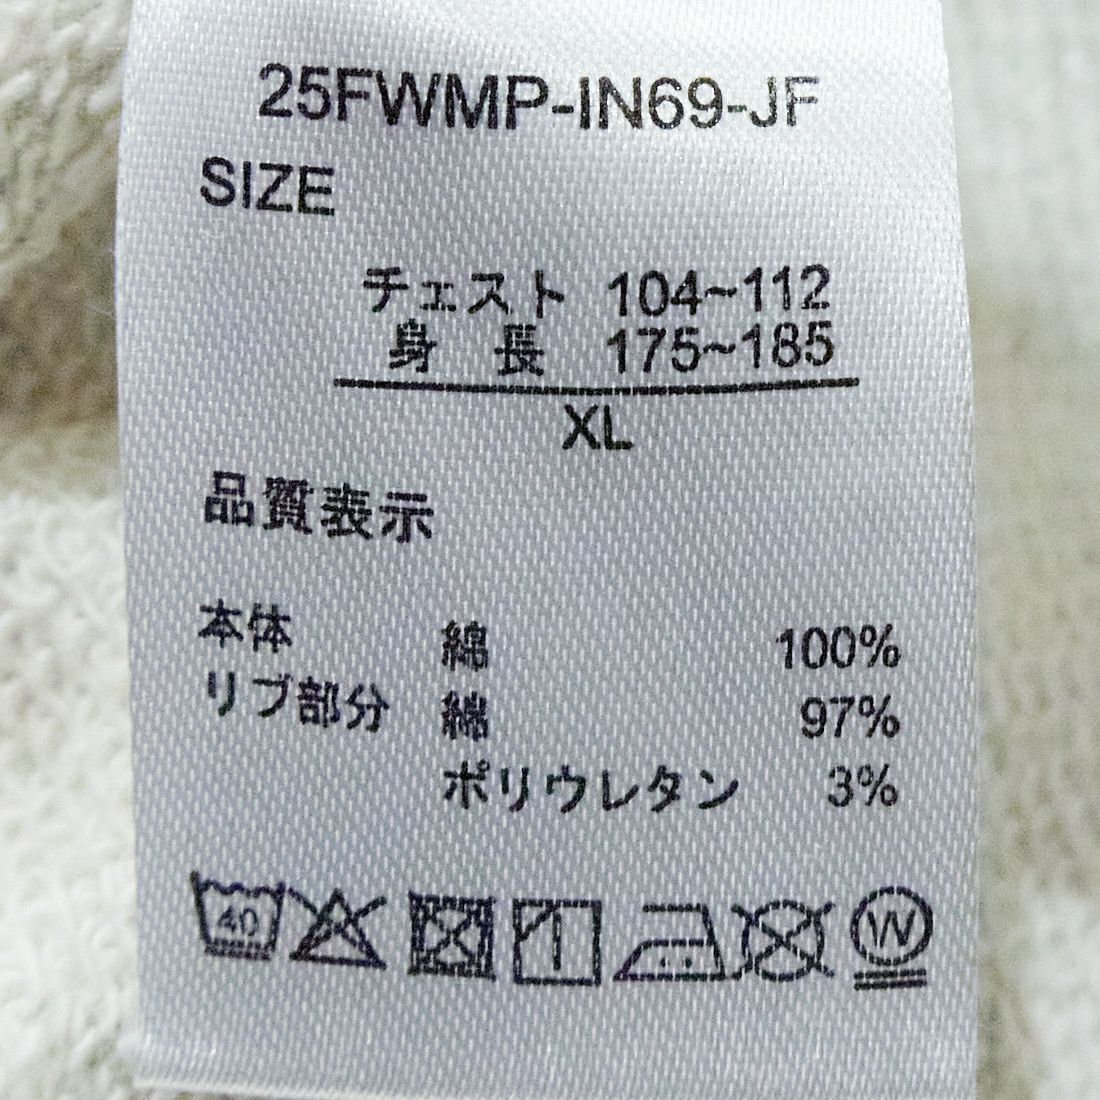 25FWMP-IN69-JF
SIZE
チェスト 104~112
身 長 175~185
XL
品質表示
本体 綿 100%
リブ部分 綿 97%
ポリウレタン 3%
40
W